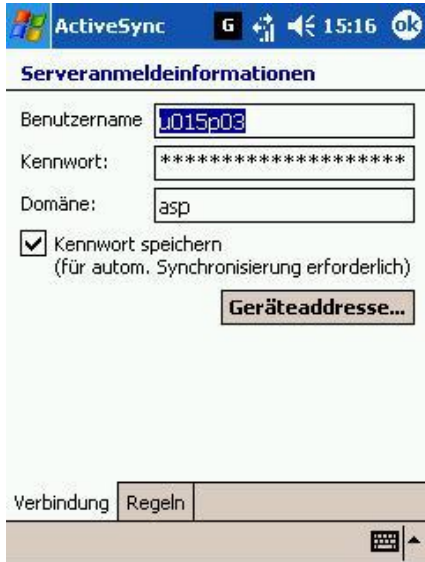 ActiveSync G 15:16 ok
Serveranmeldeinformationen
Benutzername u015p03
Kennwort: *******************
Domäne: asp
Kennwort speichern
(für autom. Synchronisierung erforderlich)
Geräteaddresse...
Verbindung Regeln